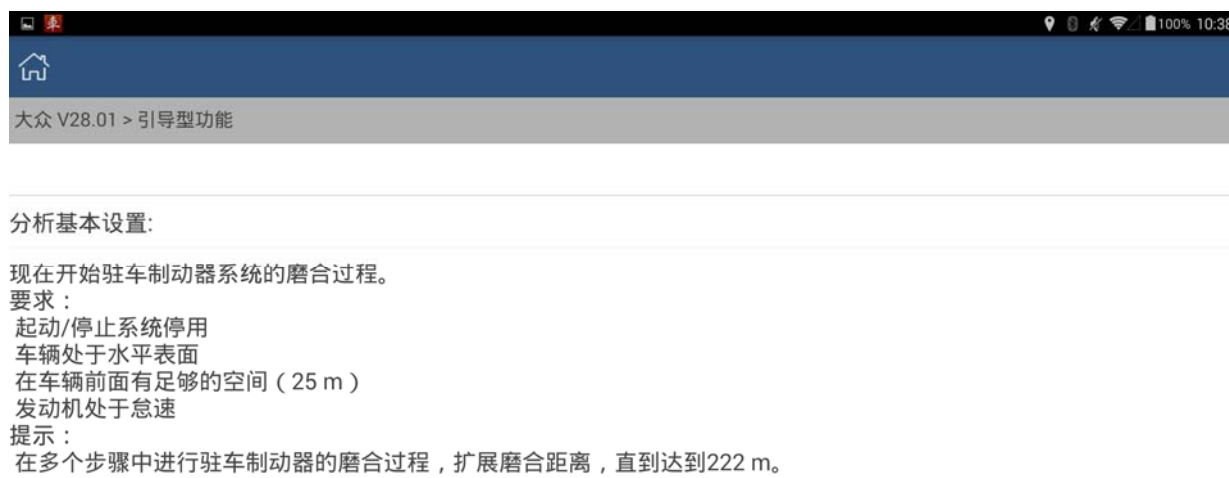 車
100% 10:38
大众 V28.01 > 引导型功能
分析基本设置:
现在开始驻车制动器系统的磨合过程。
要求：
起动/停止系统停用
车辆处于水平表面
在车辆前面有足够的空间（25 m）
发动机处于怠速
提示：
在多个步骤中进行驻车制动器的磨合过程，扩展磨合距离，直到达到222 m。